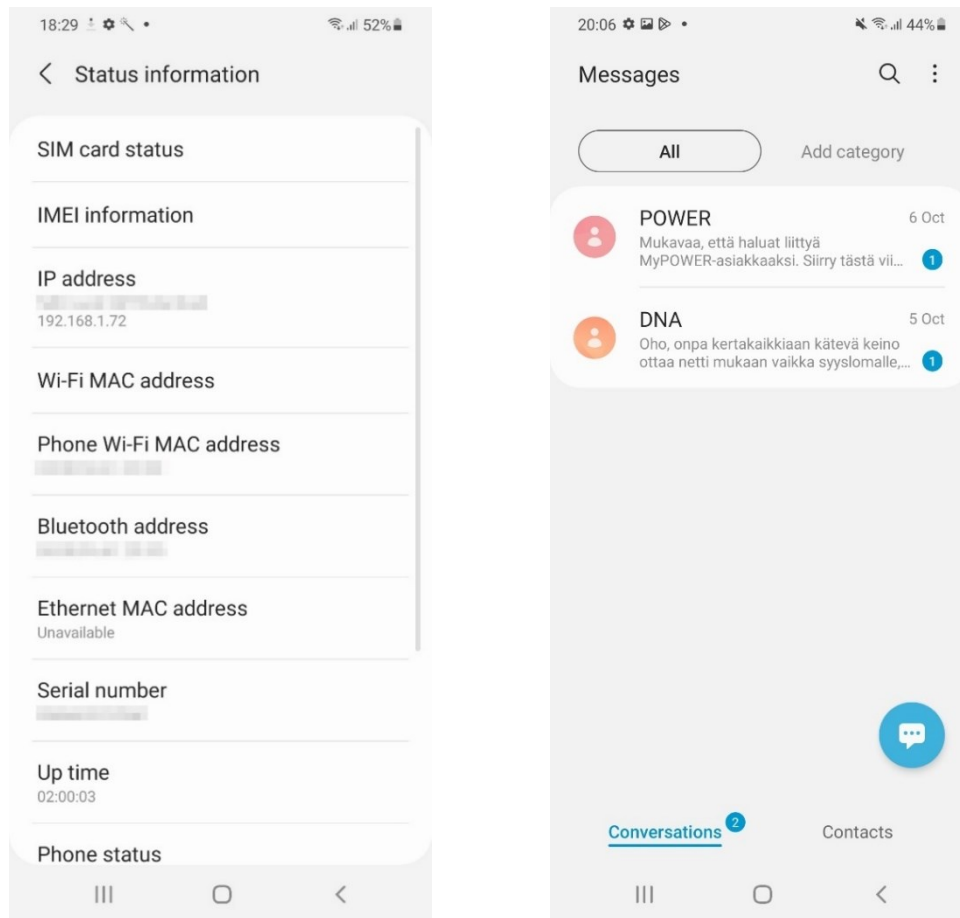 18:29
52%
Status information
SIM card status
IMEI information
IP address
192.168.1.72
Wi-Fi MAC address
Phone Wi-Fi MAC address
Bluetooth address
Ethernet MAC address
Unavailable
Serial number
Up time
02:00:03
Phone status
20:06
44%
Messages
All
Add category
POWER
6 Oct
Mukavaa, että haluat liittyä
MyPOWER-asiakkaaksi. Siirry tästä vii...
1
DNA
5 Oct
Oho, onpa kertakaikkiaan kätevä keino
ottaa netti mukaan vaikka syyslomalle,...
1
Conversations
2
Contacts